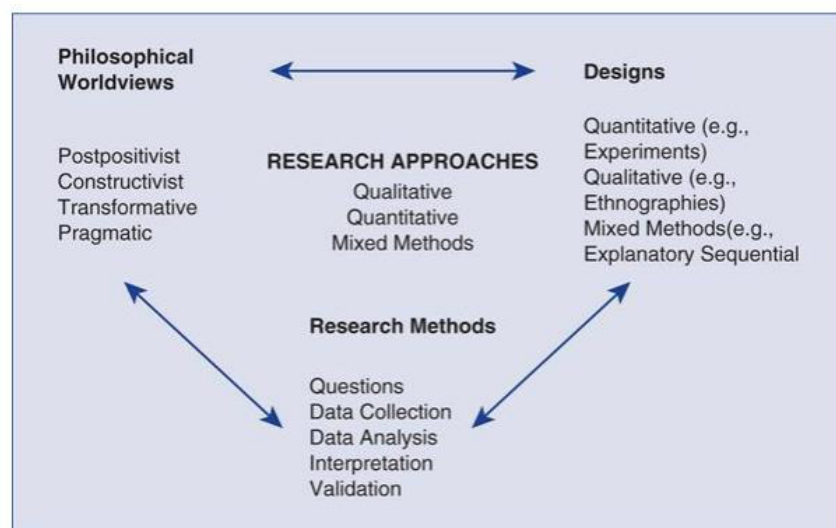 Philosophical
Worldviews
Postpositivist
Constructivist
Transformative
Pragmatic
RESEARCH APPROACHES
Qualitative
Quantitative
Mixed Methods
Designs
Quantitative (e.g.,
Experiments)
Qualitative (e.g.,
Ethnographies)
Mixed Methods(e.g.,
Explanatory Sequential
Research Methods
Questions
Data Collection
Data Analysis
Interpretation
Validation